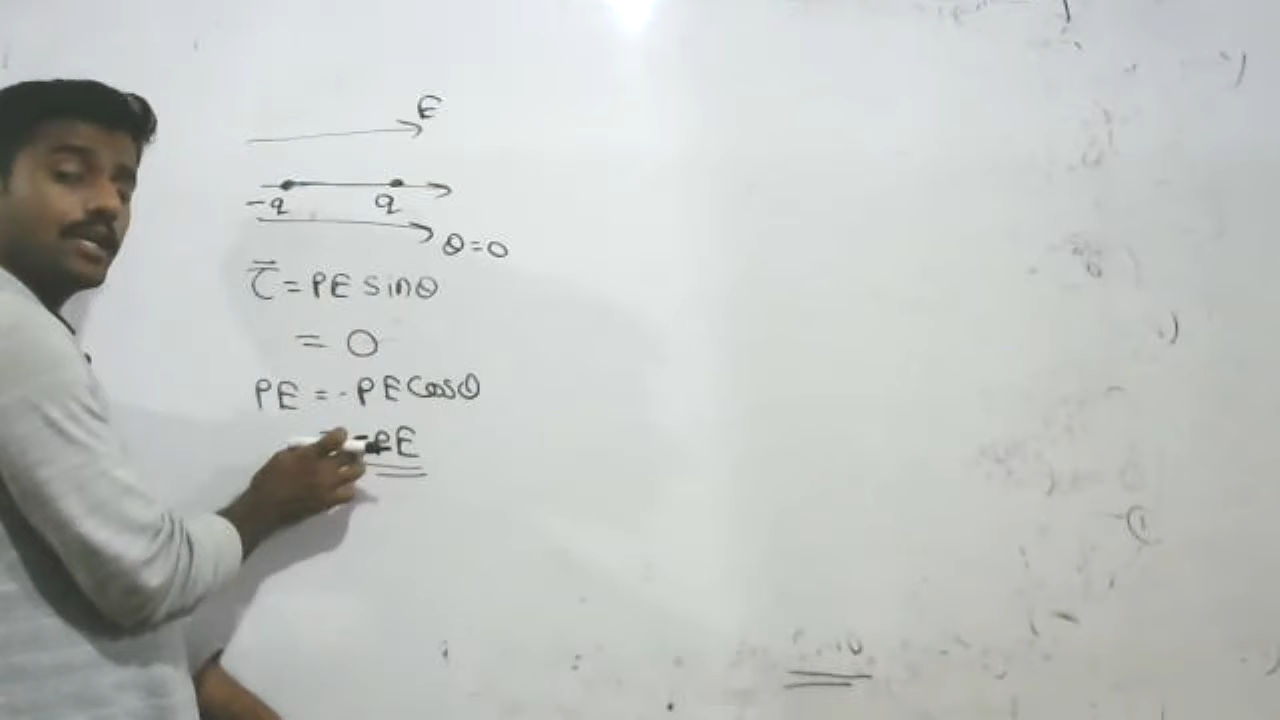 E
-q q
θ=0
τ⃗ = PE sinθ
= 0
PE = -PE Cosθ
= -PE